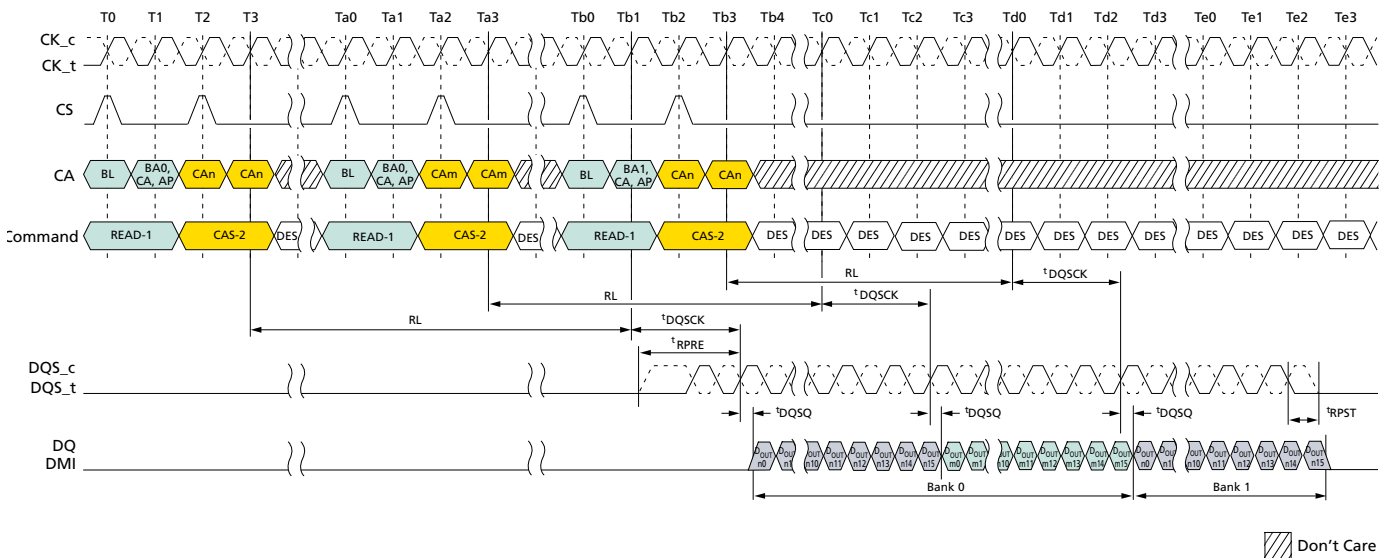 T0 T1 T2 T3 Ta0 Ta1 Ta2 Ta3 Tb0 Tb1 Tb2 Tb3 Tb4 Tc0 Tc1 Tc2 Tc3 Td0 Td1 Td2 Td3 Te0 Te1 Te2 Te3
CK_c
CK_t
CS
CA BL BA0, CA, AP CAn CAn BL BA0, CA, AP CAm CAm BL BA1, CA, AP CAn CAn
Command READ-1 CAS-2 DES READ-1 CAS-2 DES READ-1 CAS-2 DES DES DES DES DES DES DES DES DES DES DES DES DES
RL tDQSCK
RL tDQSCK
RL tDQSCK
tRPRE
DQS_c
DQS_t
tDQSQ tDQSQ tDQSQ tRPST
DQ
DMI
DOUT n0 DOUT n1 DOUT n10 DOUT n11 DOUT n12 DOUT n13 DOUT n14 DOUT n15 DOUT m0 DOUT m1 DOUT m10 DOUT m11 DOUT m12 DOUT m13 DOUT m14 DOUT m15 DOUT n0 DOUT n1 DOUT n10 DOUT n11 DOUT n12 DOUT n13 DOUT n14 DOUT n15
Bank 0 Bank 1
Don't Care